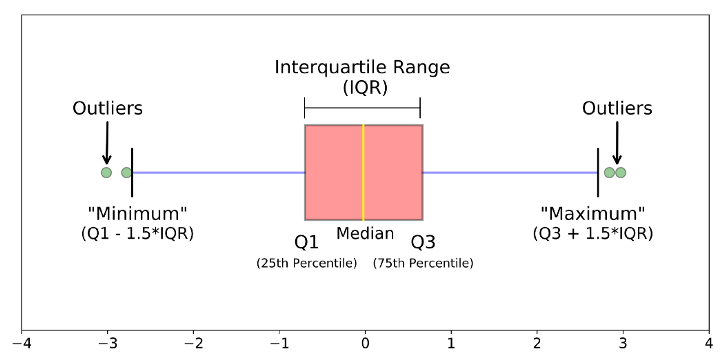 Interquartile Range
(IQR)
Outliers
Outliers
"Minimum"
(Q1 - 1.5*IQR)
"Maximum"
(Q3 + 1.5*IQR)
Q1
Median
Q3
(25th Percentile)
(75th Percentile)
−4
−3
−2
−1
0
1
2
3
4